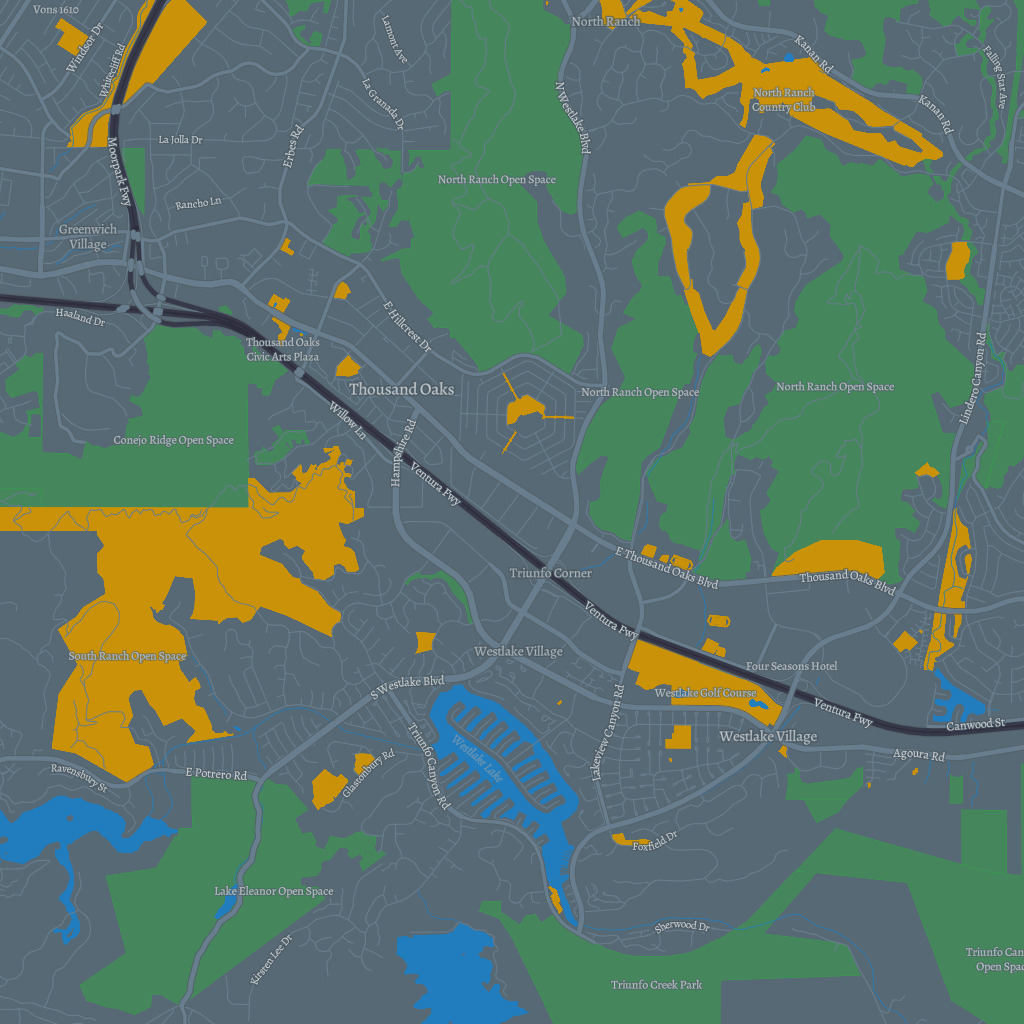 Vons 1610
Windsor Dr
Whitecliff Rd
Lamont Ave
North Ranch
Kanan Rd
Falling Star Ave
La Granada Dr
N Westlake Blvd
North Ranch
Country Club
Kanan Rd
La Jolla Dr
Erbes Rd
Moorpark Fwy
North Ranch Open Space
Rancho Ln
Greenwich
Village
Haaland Dr
E Hillcrest Dr
Thousand Oaks
Civic Arts Plaza
Lindero Canyon Rd
Thousand Oaks
North Ranch Open Space
North Ranch Open Space
Willow Ln
Conejo Ridge Open Space
Hampshire Rd
Ventura Fwy
E Thousand Oaks Blvd
Triunfo Corner
Thousand Oaks Blvd
Ventura Fwy
Westlake Village
South Ranch Open Space
Four Seasons Hotel
S Westlake Blvd
Westlake Golf Course
Ventura Fwy
Canwood St
Lakeview Canyon Rd
Westlake Village
Agoura Rd
Westlake Lake
Triunfo Canyon Rd
Ravensbury St
E Potrero Rd
Glastonbury Rd
Foxfield Dr
Lake Eleanor Open Space
Sherwood Dr
Kirsten Lee Dr
Triunfo Creek Park
Triunfo Can
Open Spac